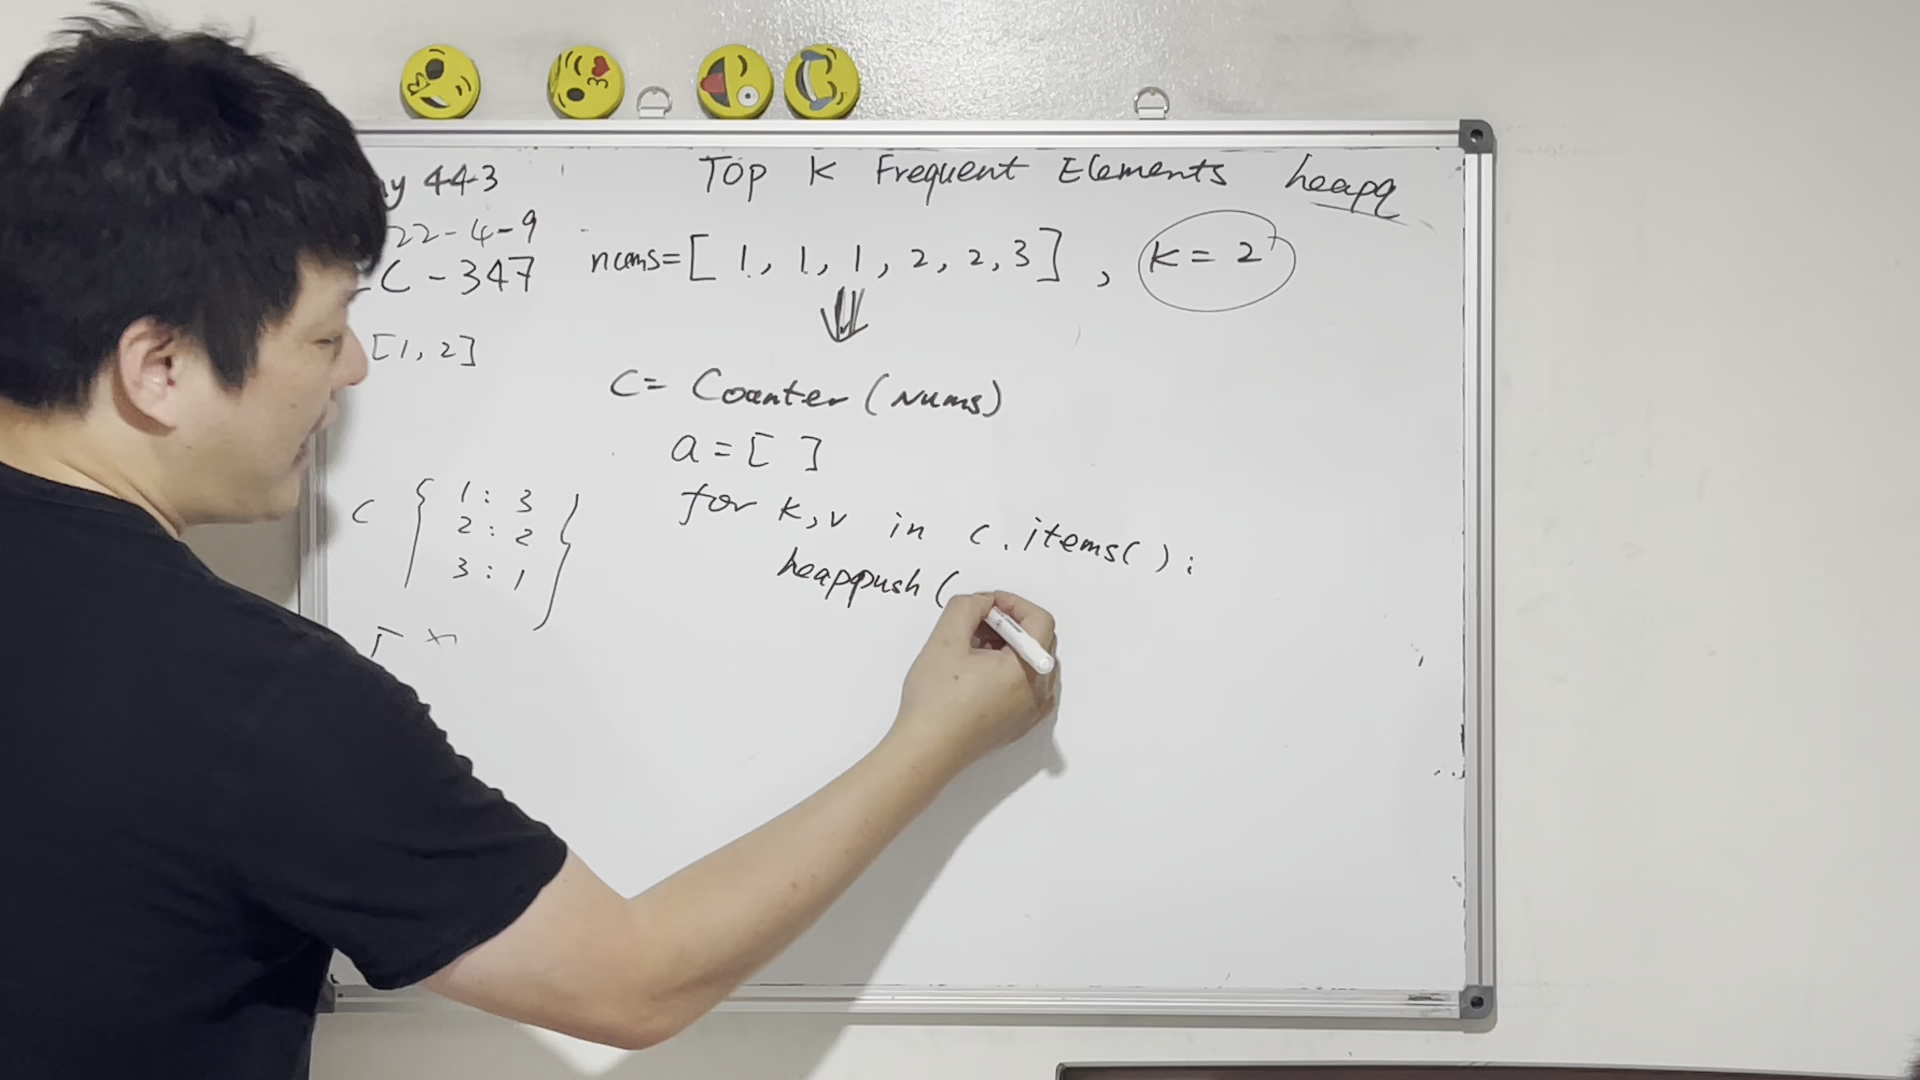 y 443
22-4-9
C-347
[1, 2]
Top K Frequent Elements heapq
nums=[1, 1, 1, 2, 2, 3], k=2
c= Counter(nums)
a=[ ]
for k,v in c.items():
heappush(
c { 1: 3
2: 2
3: 1 }